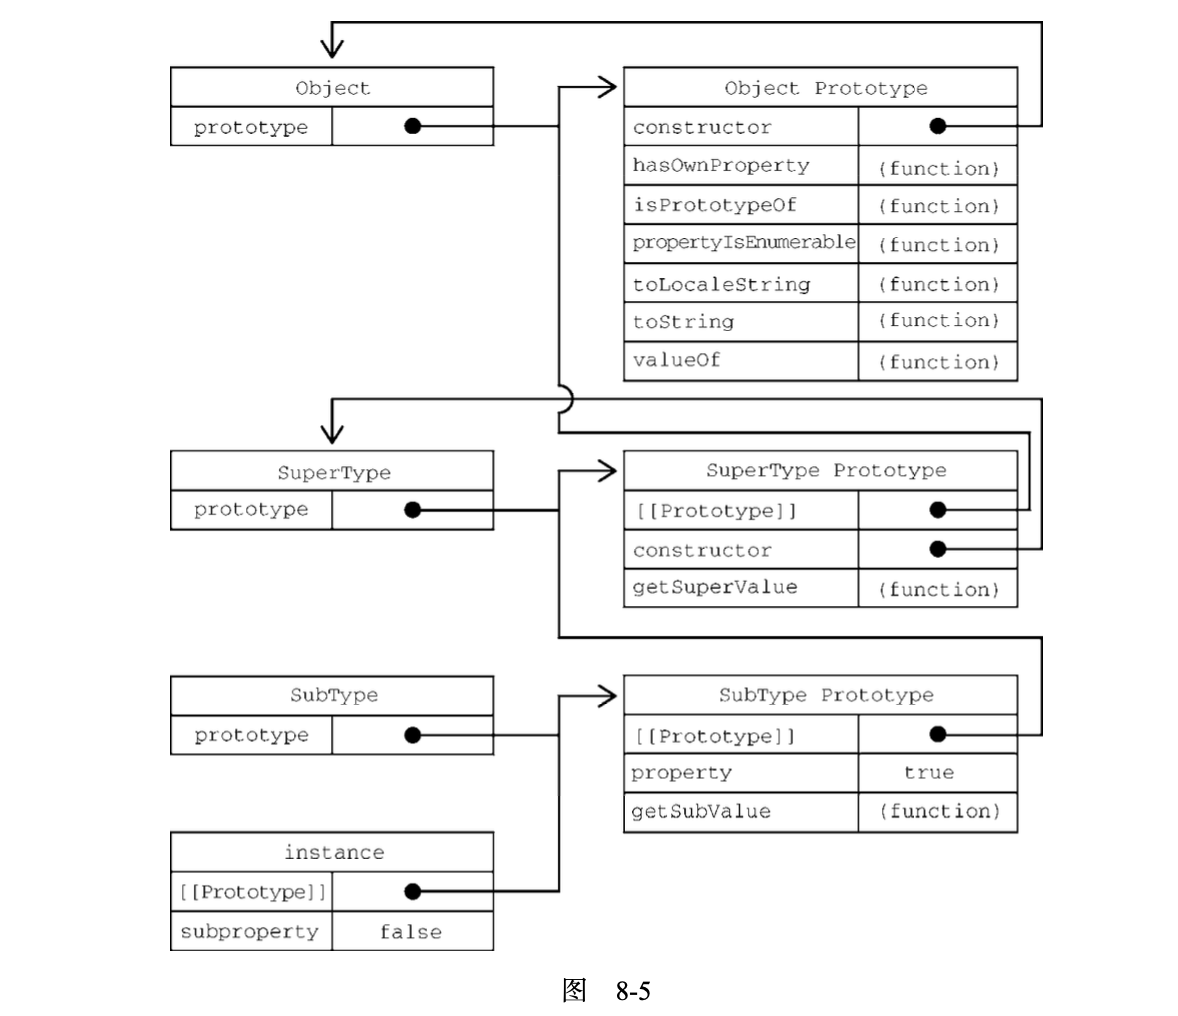 Object
prototype
Object Prototype
constructor
hasOwnProperty (function)
isPrototypeOf (function)
propertyIsEnumerable (function)
toLocaleString (function)
toString (function)
valueOf (function)
SuperType
prototype
SuperType Prototype
[[Prototype]]
constructor
getSuperValue (function)
SubType
prototype
SubType Prototype
[[Prototype]]
property true
getSubValue (function)
instance
[[Prototype]]
subproperty false
图 8-5